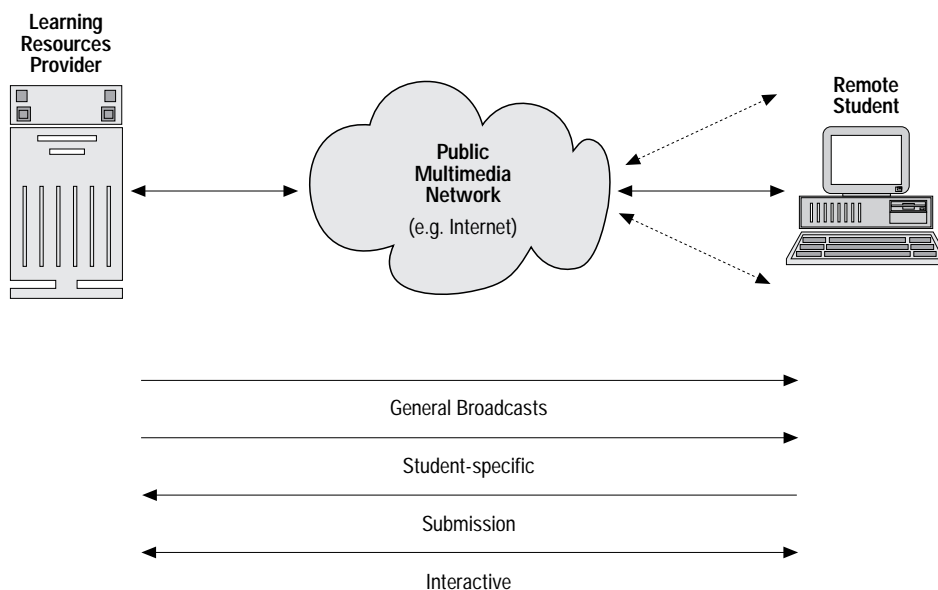 Learning
Resources
Provider
Public
Multimedia
Network
(e.g. Internet)
Remote
Student
General Broadcasts
Student-specific
Submission
Interactive